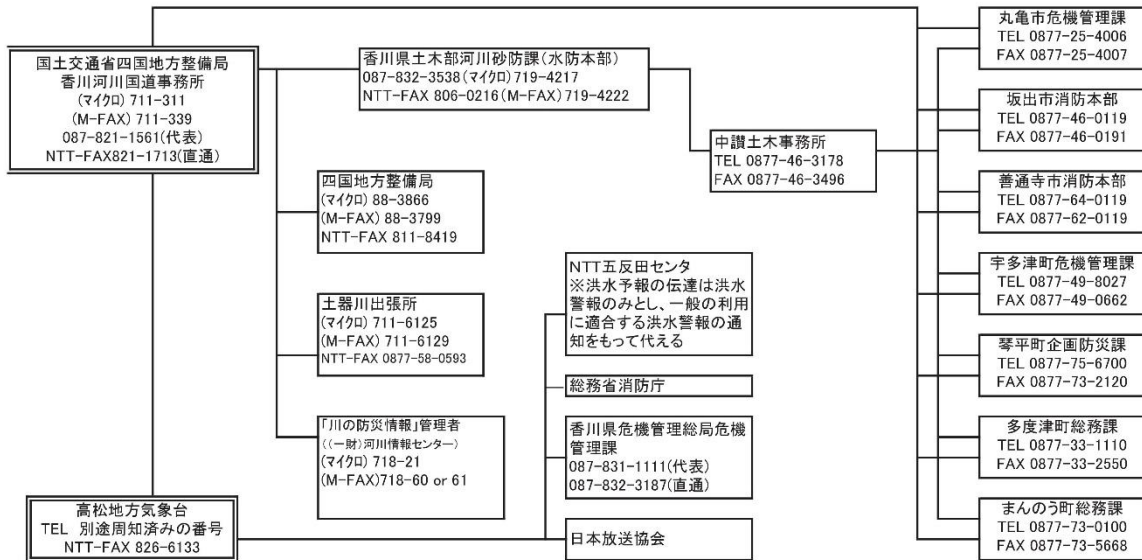 国土交通省四国地方整備局
香川河川国道事務所
(マイクロ) 711-311
(M-FAX) 711-339
087-821-1561(代表)
NTT-FAX821-1713(直通)
香川県土木部河川砂防課(水防本部)
087-832-3538(マイクロ)719-4217
NTT-FAX 806-0216(M-FAX)719-4222
四国地方整備局
(マイクロ) 88-3866
(M-FAX) 88-3799
NTT-FAX 811-8419
土器川出張所
(マイクロ) 711-6125
(M-FAX) 711-6129
NTT-FAX 0877-58-0593
「川の防災情報」管理者
((一財)河川情報センター)
(マイクロ) 718-21
(M-FAX)718-60 or 61
高松地方気象台
TEL 別途周知済みの番号
NTT-FAX 826-6133
中讃土木事務所
TEL 0877-46-3178
FAX 0877-46-3496
NTT五反田センタ
※洪水予報の伝達は洪水
警報のみとし、一般の利用
に適合する洪水警報の通
知をもって代える
総務省消防庁
香川県危機管理総局危機
管理課
087-831-1111(代表)
087-832-3187(直通)
日本放送協会
丸亀市危機管理課
TEL 0877-25-4006
FAX 0877-25-4007
坂出市消防本部
TEL 0877-46-0119
FAX 0877-46-0191
善通寺市消防本部
TEL 0877-64-0119
FAX 0877-62-0119
宇多津町危機管理課
TEL 0877-49-8027
FAX 0877-49-0662
琴平町企画防災課
TEL 0877-75-6700
FAX 0877-73-2120
多度津町総務課
TEL 0877-33-1110
FAX 0877-33-2550
まんのう町総務課
TEL 0877-73-0100
FAX 0877-73-5668